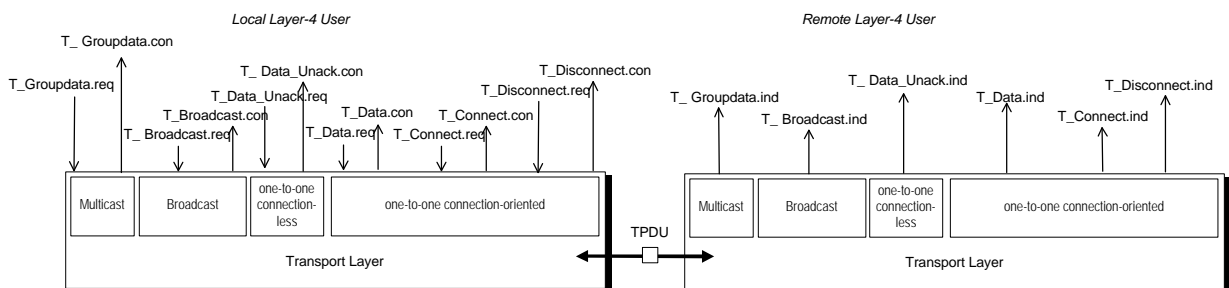 Local Layer-4 User
Remote Layer-4 User
T_ Groupdata.con
T_Groupdata.req
T_ Data_Unack.con
T_Data_Unack.req
T_Broadcast.con
T_ Broadcast.req
T_Data.con
T_Data.req
T_Disconnect.con
T_Disconnect.req
T_Connect.con
T_Connect.req
T_ Groupdata.ind
T_ Broadcast.ind
T_ Data_Unack.ind
T_Data.ind
T_Disconnect.ind
T_Connect.ind
Multicast
Broadcast
one-to-one
connection-
less
one-to-one connection-oriented
Transport Layer
TPDU
Multicast
Broadcast
one-to-one
connection-
less
one-to-one connection-oriented
Transport Layer